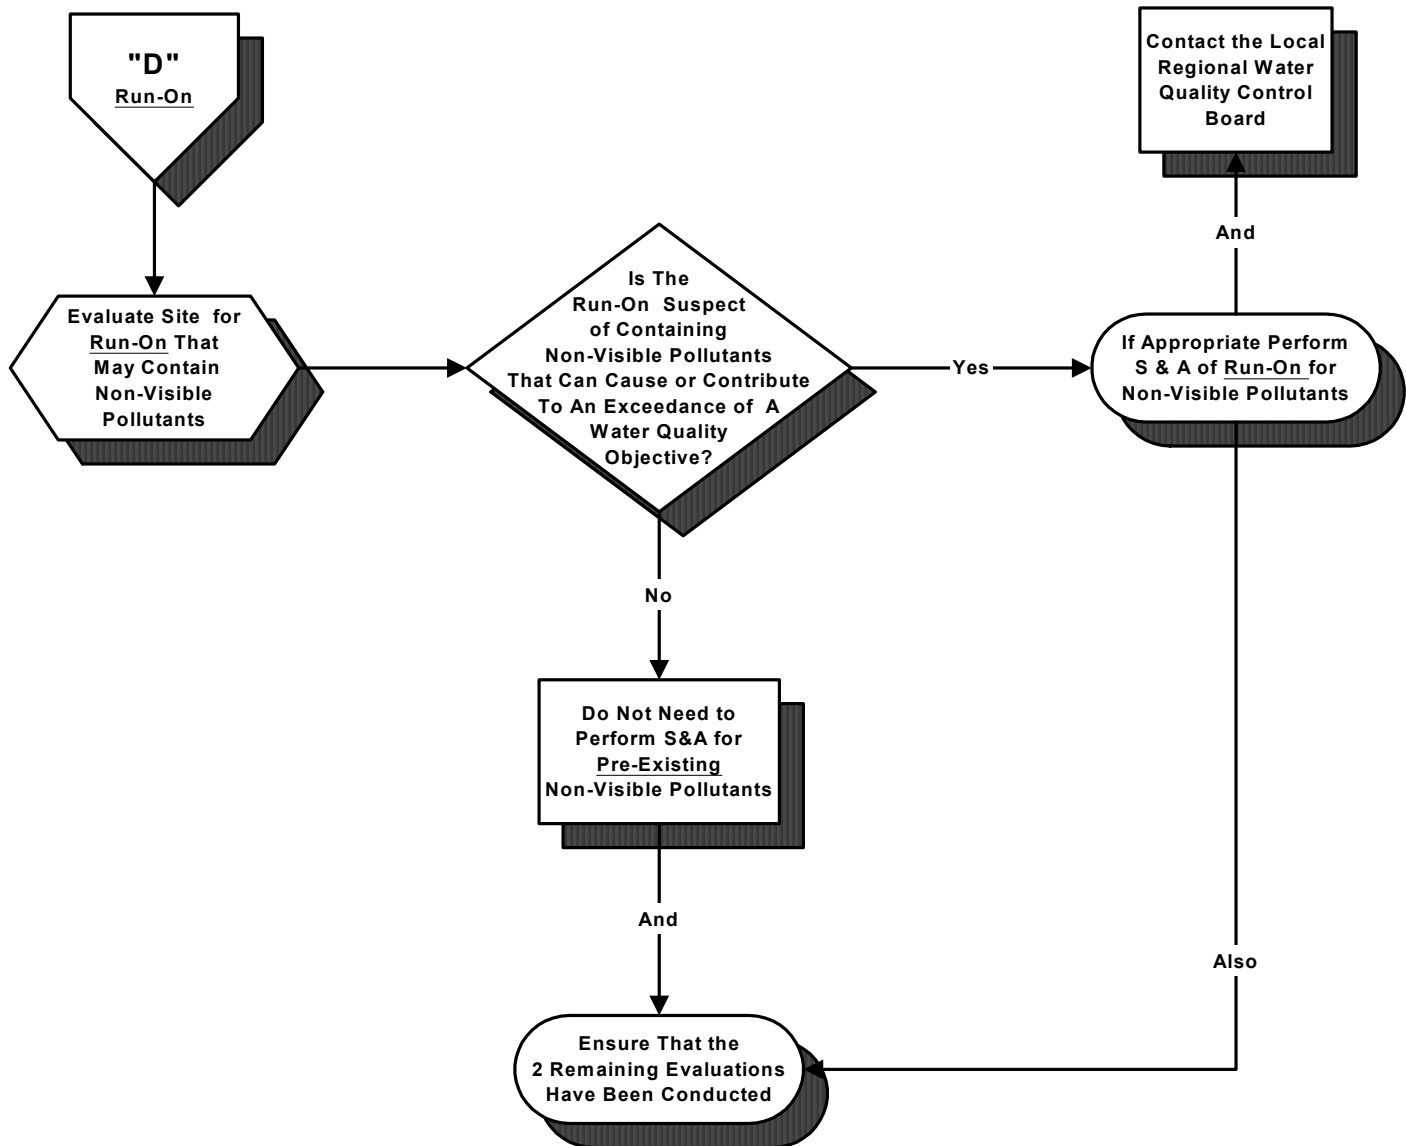 "D"
Run-On
Contact the Local
Regional Water
Quality Control
Board
And
Evaluate Site for
Run-On That
May Contain
Non-Visible
Pollutants
Is The
Run-On Suspect
of Containing
Non-Visible Pollutants
That Can Cause or Contribute
To An Exceedance of A
Water Quality
Objective?
Yes
If Appropriate Perform
S & A of Run-On for
Non-Visible Pollutants
No
Do Not Need to
Perform S&A for
Pre-Existing
Non-Visible Pollutants
And
Also
Ensure That the
2 Remaining Evaluations
Have Been Conducted